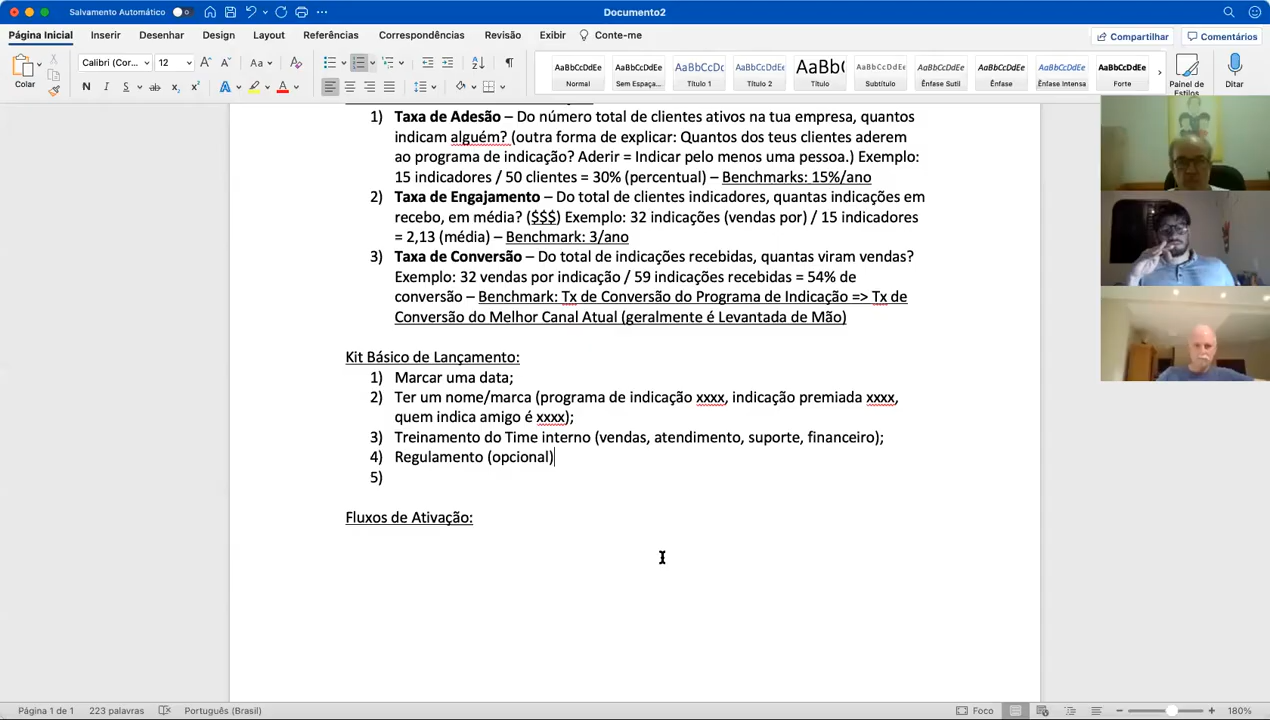 Salvamento Automático
Documento2
Página Inicial Inserir Desenhar Design Layout Referências Correspondências Revisão Exibir Conte-me Compartilhar Comentários
Colar
Calibri (Cor... 12
AaBbCcDdEe AaBbCcDdEe AaBbCcDc AaBbCcDdEe AaBb( AaBbCcDdEe AaBbCcDdEe AaBbCcDdEe AaBbCcDdEe AaBbCcDdEe
Normal Sem Espaça... Título 1 Título 2 Título Subtítulo Ênfase Sutil Ênfase Ênfase Intensa Forte
Painel de Estilos
Ditar
1) Taxa de Adesão – Do número total de clientes ativos na tua empresa, quantos
indicam alguém? (outra forma de explicar: Quantos dos teus clientes aderem
ao programa de indicação? Aderir = Indicar pelo menos uma pessoa.) Exemplo:
15 indicadores / 50 clientes = 30% (percentual) – Benchmarks: 15%/ano
2) Taxa de Engajamento – Do total de clientes indicadores, quantas indicações em
recebo, em média? ($$$) Exemplo: 32 indicações (vendas por) / 15 indicadores
= 2,13 (média) – Benchmark: 3/ano
3) Taxa de Conversão – Do total de indicações recebidas, quantas viram vendas?
Exemplo: 32 vendas por indicação / 59 indicações recebidas = 54% de
conversão – Benchmark: Tx de Conversão do Programa de Indicação => Tx de
Conversão do Melhor Canal Atual (geralmente é Levantada de Mão)
Kit Básico de Lançamento:
1) Marcar uma data;
2) Ter um nome/marca (programa de indicação xxxx, indicação premiada xxxx,
quem indica amigo é xxxx);
3) Treinamento do Time interno (vendas, atendimento, suporte, financeiro);
4) Regulamento (opcional)
5)
Fluxos de Ativação:
Página 1 de 1 223 palavras Português (Brasil) Foco 180%